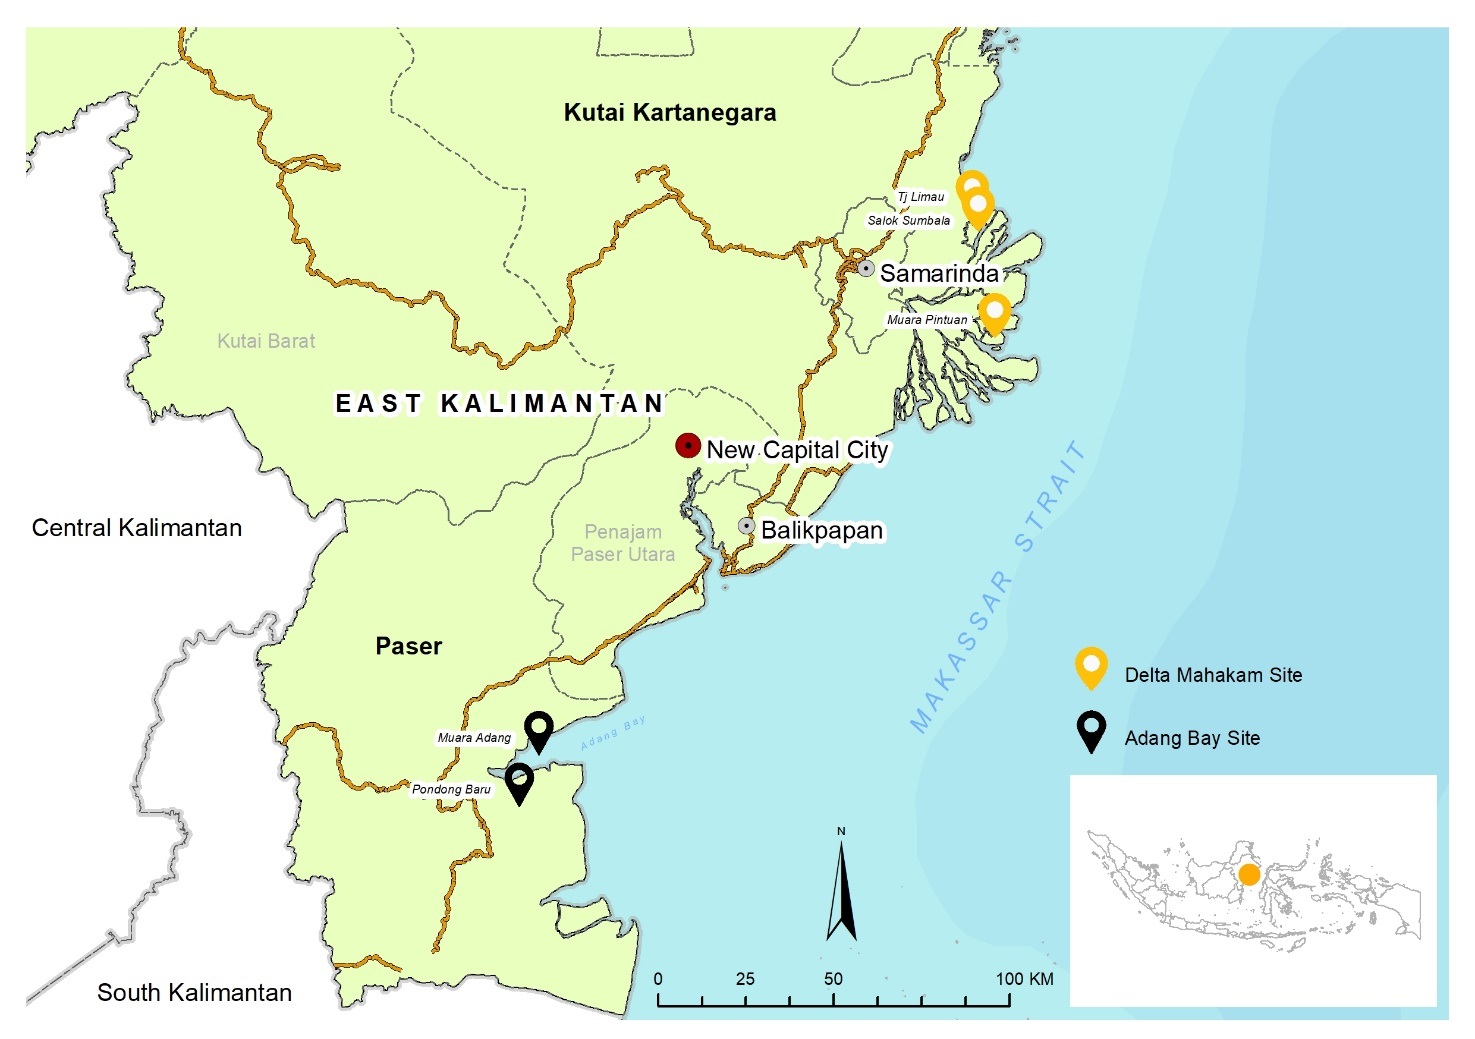 Kutai Kartanegara
Tj Limau
Salok Sumbala
Samarinda
Muara Pintuan
Kutai Barat
EAST KALIMANTAN
New Capital City
MAKASSAR STRAIT
Central Kalimantan
Balikpapan
Penajam
Paser Utara
Paser
Delta Mahakam Site
Adang Bay
Muara Adang
Adang Bay Site
Pondong Baru
N
0 25 50 100 KM
South Kalimantan